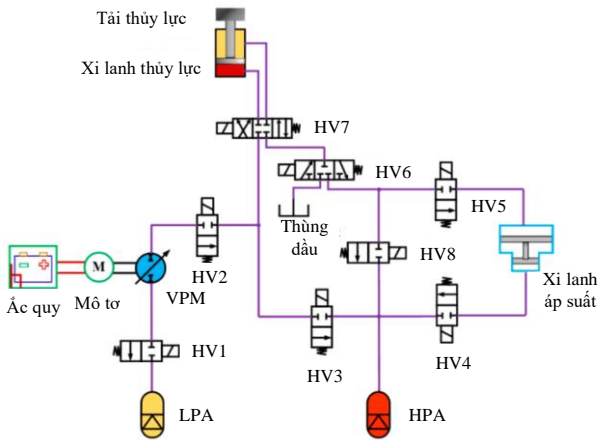 Tải thủy lực
Xi lanh thủy lực
HV7
HV6
HV5
Thùng
dầu
HV8
HV2
Xi lanh
áp suất
M
Ắc quy
Mô tơ
VPM
HV1
HV3
HV4
LPA
HPA